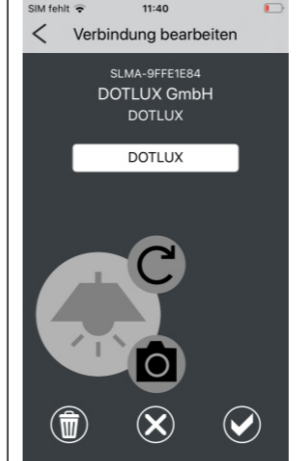 SIM fehlt 11:40
Verbindung bearbeiten
SLMA-9FFE1E84
DOTLUX GmbH
DOTLUX
DOTLUX